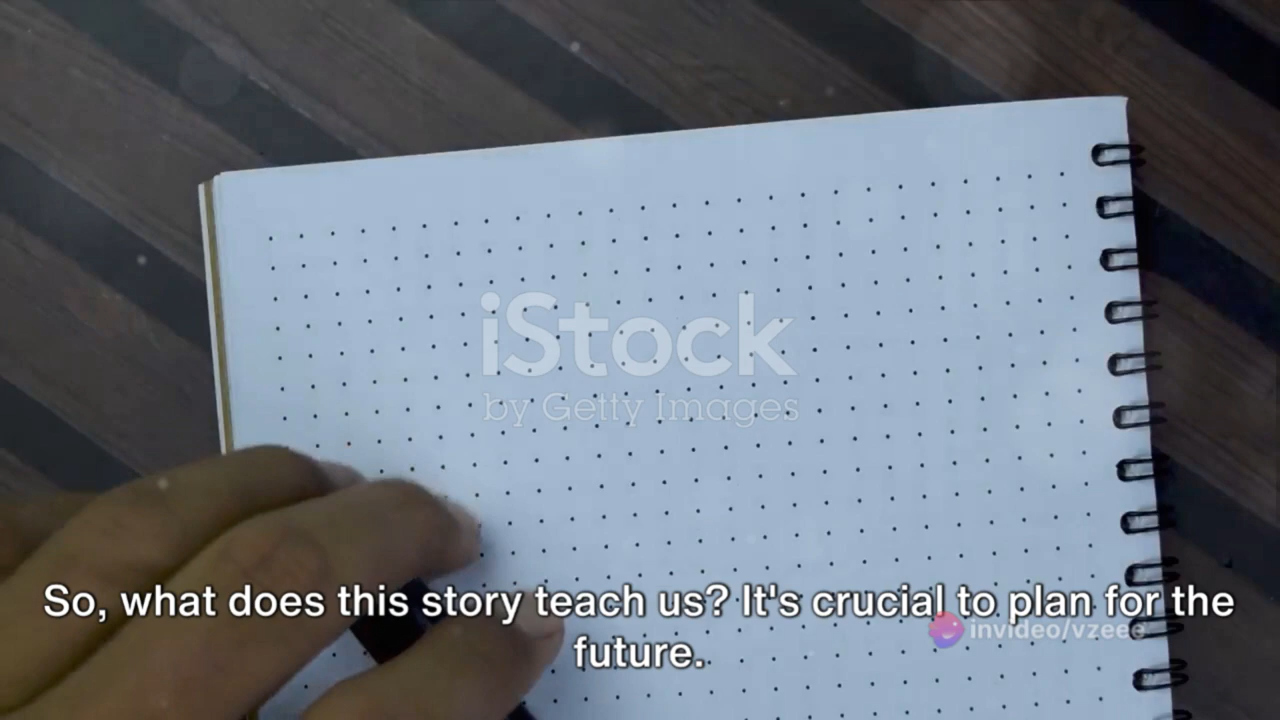 iStock
by Getty Images
So, what does this story teach us? It's crucial to plan for the
invideo/vzeee
future.